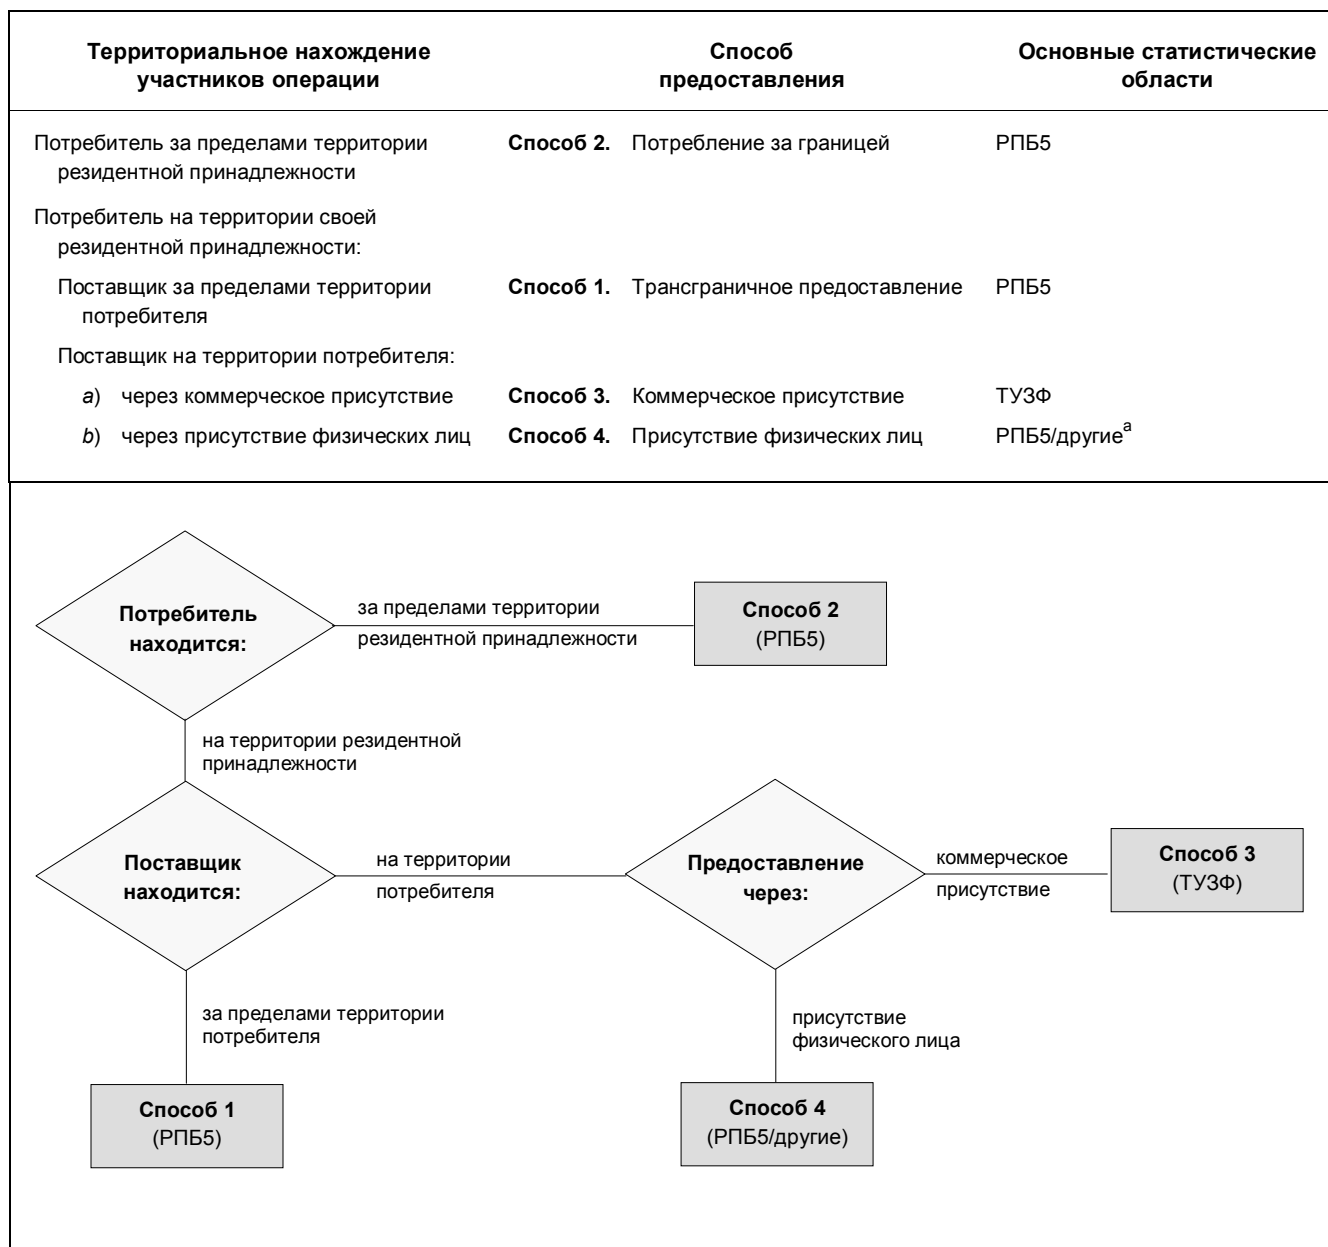 Территориальное нахождение
участников операции
Способ
предоставления
Основные статистические
области
Потребитель за пределами территории
резидентной принадлежности
Способ 2. Потребление за границей
РПБ5
Потребитель на территории своей
резидентной принадлежности:
Поставщик за пределами территории
потребителя
Способ 1. Трансграничное предоставление
РПБ5
Поставщик на территории потребителя:
a) через коммерческое присутствие
Способ 3. Коммерческое присутствие
ТУЗФ
b) через присутствие физических лиц
Способ 4. Присутствие физических лиц
РПБ5/другиеa
Потребитель
находится:
за пределами территории
резидентной принадлежности
Способ 2
(РПБ5)
на территории резидентной
принадлежности
Поставщик
находится:
на территории
потребителя
Предоставление
через:
коммерческое
присутствие
Способ 3
(ТУЗФ)
за пределами территории
потребителя
присутствие
физического лица
Способ 1
(РПБ5)
Способ 4
(РПБ5/другие)